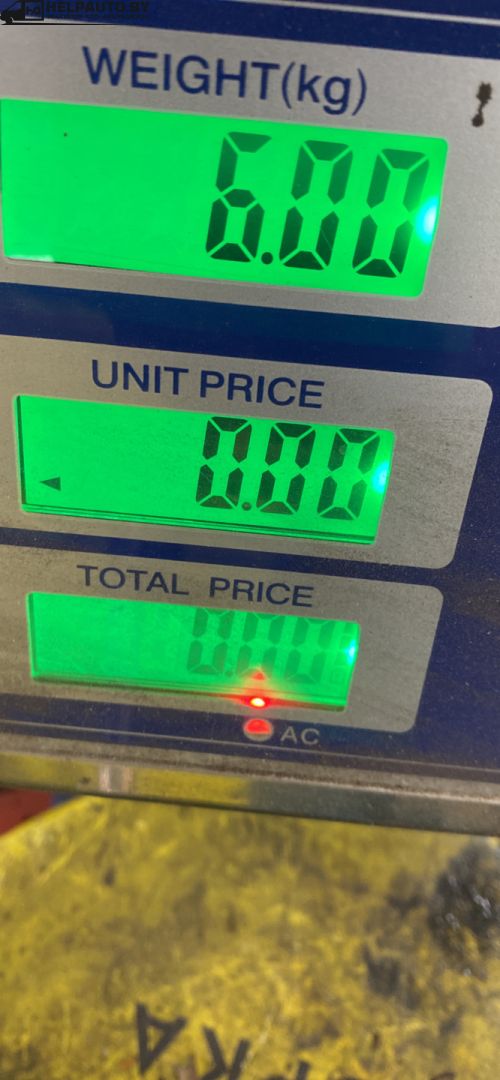 HELPAUTO.BY
WEIGHT(kg)
6.00
UNIT PRICE
0.00
TOTAL PRICE
0.00
AC